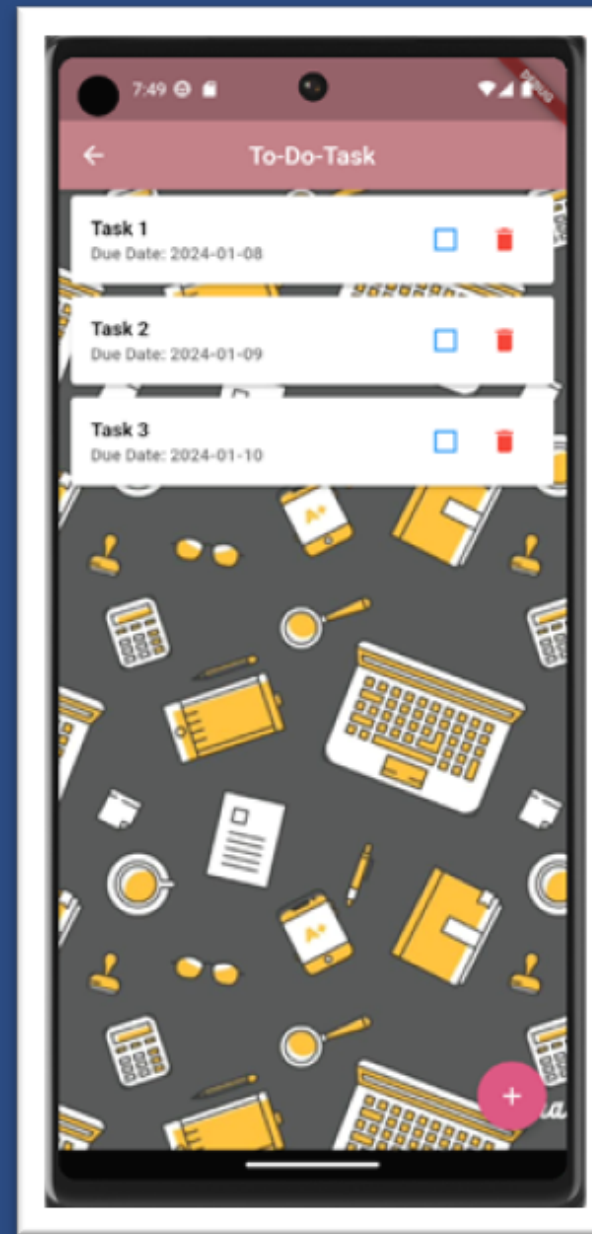 7:49
DEBUG
To-Do-Task
Task 1
Due Date: 2024-01-08
Task 2
Due Date: 2024-01-09
Task 3
Due Date: 2024-01-10
A+
A+
+